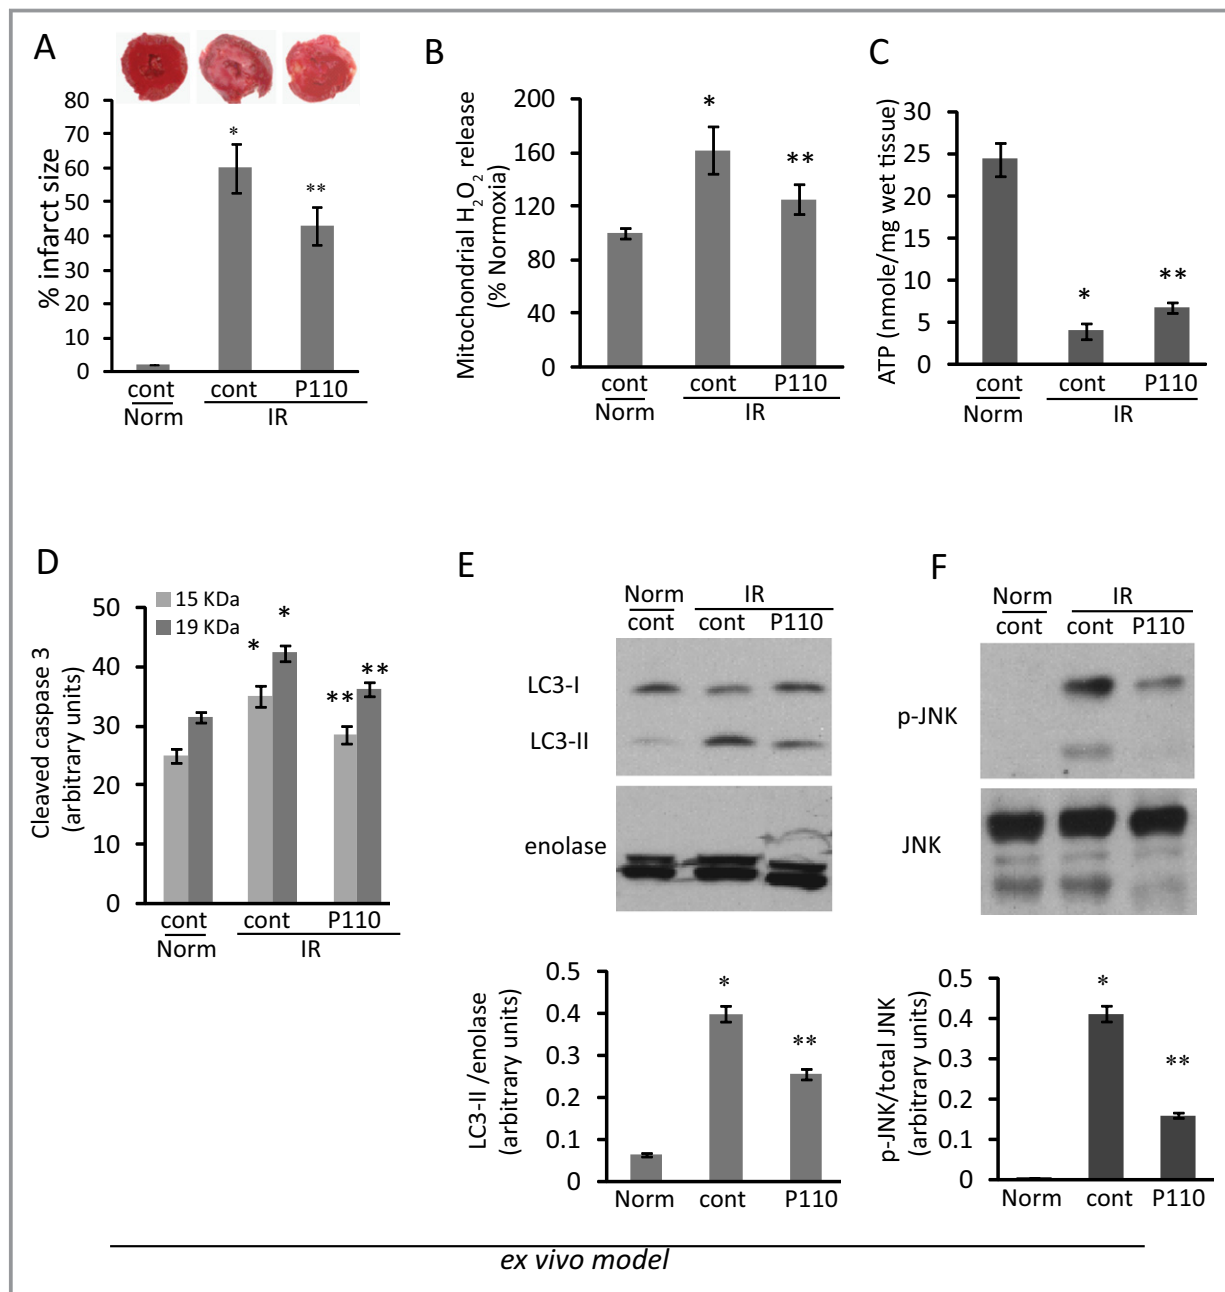 A
% infarct size
80
70
60
50
40
30
20
10
0
*
**
cont cont P110
Norm IR
B
Mitochondrial H2O2 release
(% Normoxia)
200
160
120
80
40
0
*
**
cont cont P110
Norm IR
C
ATP (nmole/mg wet tissue)
30
25
20
15
10
5
0
*
**
cont cont P110
Norm IR
D
Cleaved caspase 3
(arbitrary units)
50
40
30
20
30
0
15 KDa
19 KDa
*
*
**
**
cont cont P110
Norm IR
E
Norm IR
cont cont P110
LC3-I
LC3-II
enolase
LC3-II /enolase
(arbitrary units)
0.5
0.4
0.3
0.2
0.1
0
*
**
Norm cont P110
F
Norm IR
cont cont P110
p-JNK
JNK
p-JNK/total JNK
(arbitrary units)
0.5
0.4
0.3
0.2
0.1
0
*
**
Norm cont P110
ex vivo model